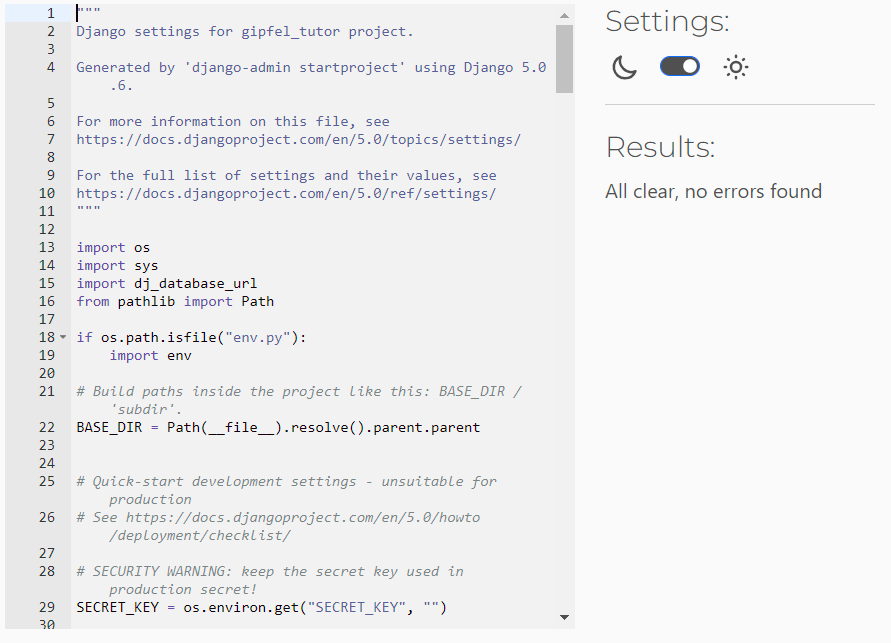 1 """
2 Django settings for gipfel_tutor project.
3
4 Generated by 'django-admin startproject' using Django 5.0
.6.
5
6 For more information on this file, see
7 https://docs.djangoproject.com/en/5.0/topics/settings/
8
9 For the full list of settings and their values, see
10 https://docs.djangoproject.com/en/5.0/ref/settings/
11 """
12
13 import os
14 import sys
15 import dj_database_url
16 from pathlib import Path
17
18 if os.path.isfile("env.py"):
19     import env
20
21 # Build paths inside the project like this: BASE_DIR /
'subdir'.
22 BASE_DIR = Path(__file__).resolve().parent.parent
23
24
25 # Quick-start development settings - unsuitable for
production
26 # See https://docs.djangoproject.com/en/5.0/howto
/deployment/checklist/
27
28 # SECURITY WARNING: keep the secret key used in
production secret!
29 SECRET_KEY = os.environ.get("SECRET_KEY", "")
30
Settings:
Results:
All clear, no errors found